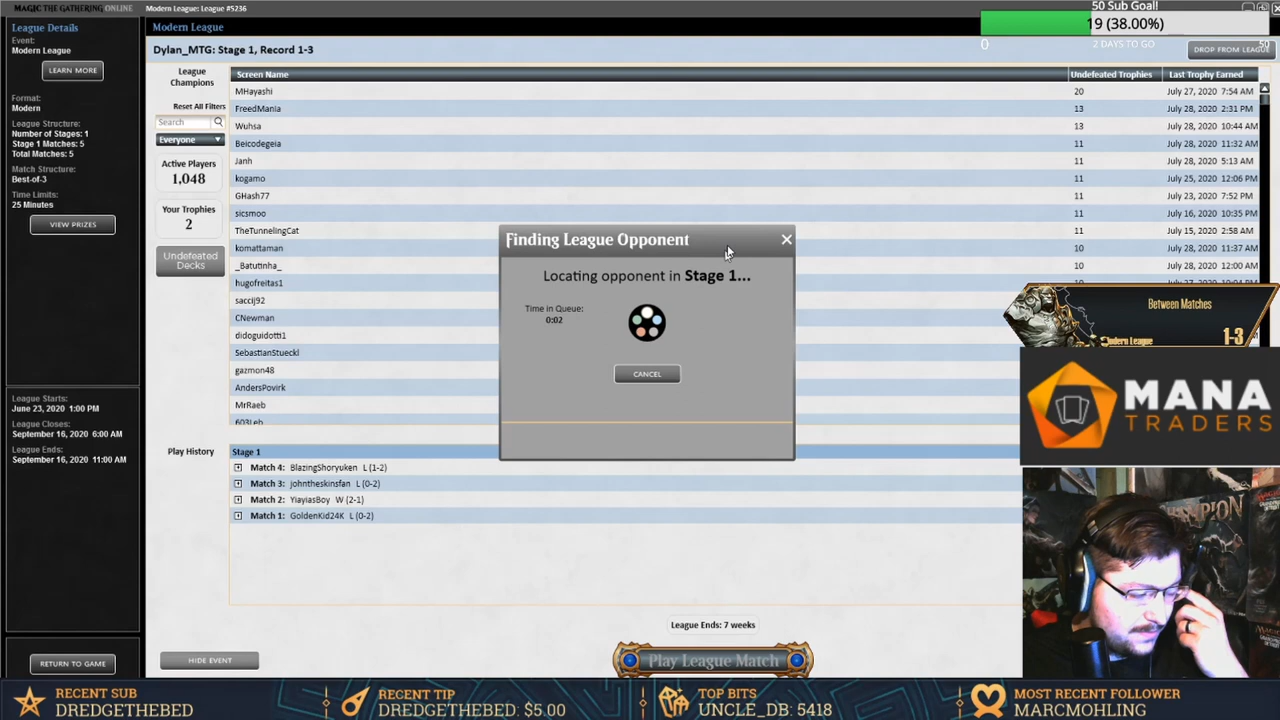 MAGIC THE GATHERING ONLINE
Modern League: League #5236
League Details
Event:
Modern League
LEARN MORE
Format:
Modern
League Structure:
Number of Stages: 1
Stage 1 Matches: 5
Total Matches: 5
Match Structure:
Best-of-3
Time Limits:
25 Minutes
VIEW PRIZES
League Starts:
June 23, 2020 1:00 PM
League Closes:
September 16, 2020 6:00 AM
League Ends:
September 16, 2020 11:00 AM
RETURN TO GAME
Modern League
Dylan_MTG: Stage 1, Record 1-3
50 Sub Goal!
19 (38.00%)
0
2 DAYS TO GO
50
DROP FROM LEAGUE
League
Champions
Reset All Filters
Search
Everyone
Active Players
1,048
Your Trophies
2
Undefeated
Decks
Screen Name Undefeated Trophies Last Trophy Earned
MHayashi 20 July 27, 2020 7:54 AM
FreedMania 13 July 28, 2020 2:31 PM
Wuhsa 13 July 28, 2020 10:44 AM
Beicodegeia 11 July 28, 2020 11:32 AM
Janh 11 July 28, 2020 5:13 AM
kogamo 11 July 25, 2020 12:06 PM
GHash77 11 July 23, 2020 7:52 PM
sicsmoo 11 July 16, 2020 10:35 PM
TheTunnelingCat 11 July 15, 2020 2:58 AM
komattaman 10 July 28, 2020 11:37 AM
_Batutinha_ 10 July 28, 2020 12:00 AM
hugofreitas1
saccij92
CNewman
didoguidotti1
SebastianStueckl
gazmon48
AndersPovirk
MrRaeb
603Leb
Finding League Opponent
Locating opponent in Stage 1...
Time in Queue:
0:02
CANCEL
Between Matches
Modern League 1-3
MANA
TRADERS
Play History
Stage 1
Match 4: BlazingShoryuken L (1-2)
Match 3: johntheskinsfan L (0-2)
Match 2: YiayiasBoy W (2-1)
Match 1: GoldenKid24K L (0-2)
League Ends: 7 weeks
HIDE EVENT
Play League Match
CHAMPION
RECENT SUB
DREDGETHEBED
RECENT TIP
DREDGETHEBED: $5.00
TOP BITS
UNCLE_DB: 5418
MOST RECENT FOLLOWER
MARCMOHLING